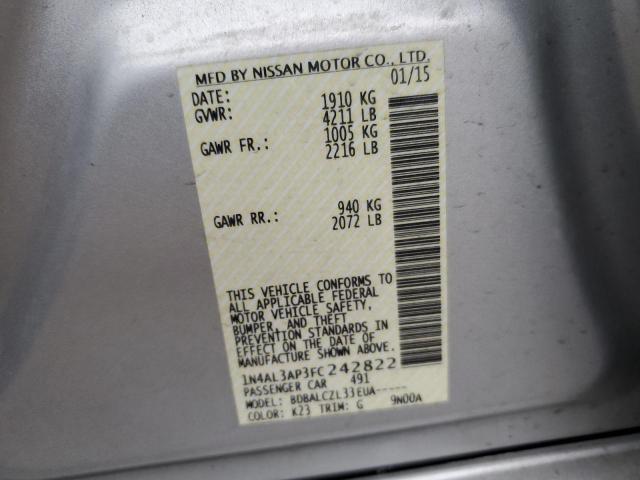 MFD BY NISSAN MOTOR CO., LTD.
DATE: 01/15
GVWR: 1910 KG
4211 LB
GAWR FR.: 1005 KG
2216 LB
GAWR RR.: 940 KG
2072 LB
THIS VEHICLE CONFORMS TO
ALL APPLICABLE FEDERAL
MOTOR VEHICLE SAFETY,
BUMPER, AND THEFT
PREVENTION STANDARDS IN
EFFECT ON THE DATE OF
MANUFACTURE SHOWN ABOVE.
1N4AL3AP3FC242822
PASSENGER CAR 491
MODEL: BDBALCZL33EUA-----
COLOR: K23 TRIM: G 9N00A